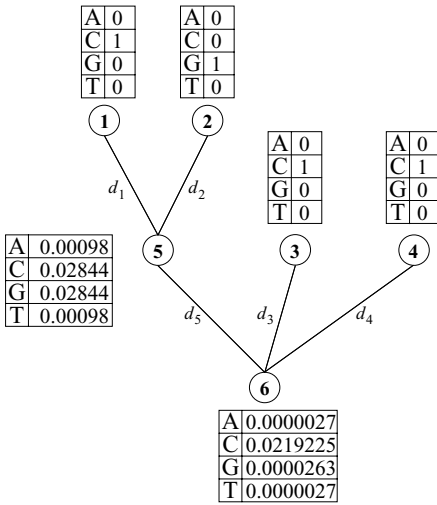 A 0 A 0
C 1 C 0
G 0 G 1
T 0 T 0
1 2
A 0 A 0
C 1 C 1
G 0 G 0
T 0 T 0
d1 d2
A 0.00098
C 0.02844
G 0.02844
T 0.00098
5 3 4
d5 d3 d4
6
A 0.0000027
C 0.0219225
G 0.0000263
T 0.0000027